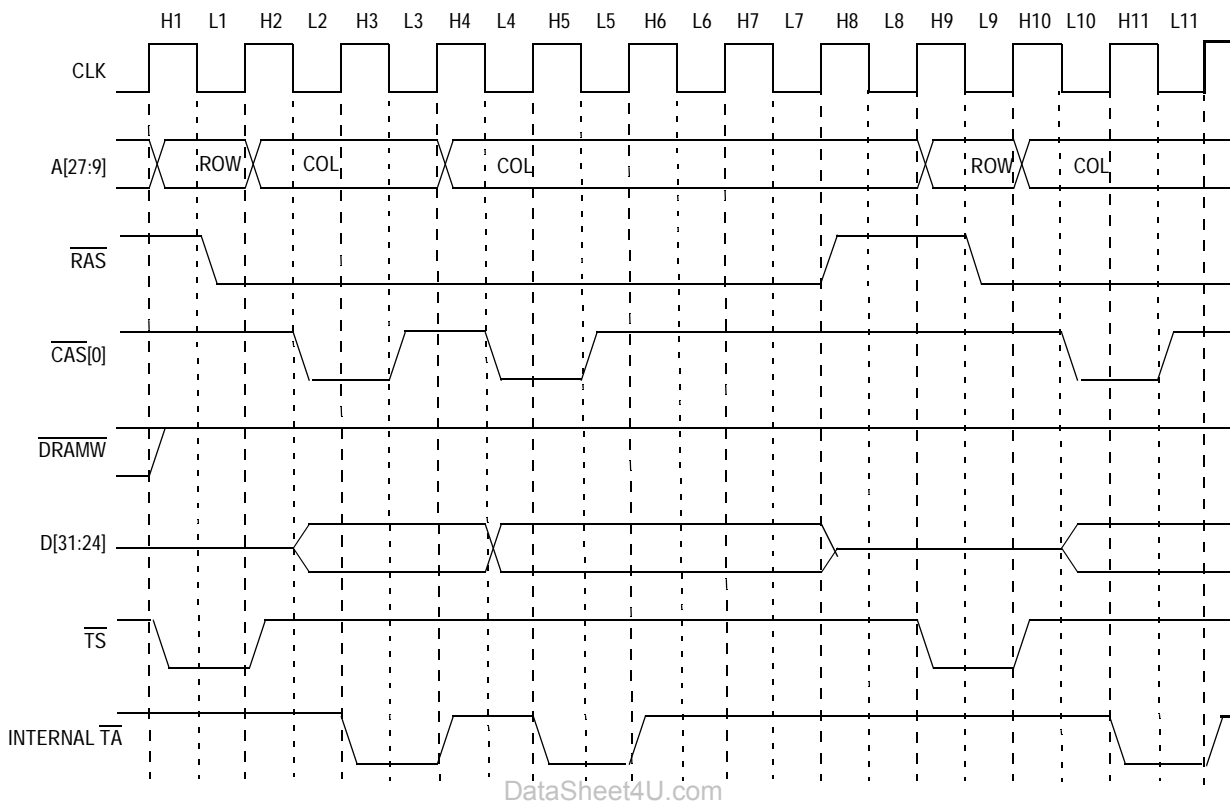 H1 L1 H2 L2 H3 L3 H4 L4 H5 L5 H6 L6 H7 L7 H8 L8 H9 L9 H10 L10 H11 L11
CLK
A[27:9] ROW COL COL ROW COL
RAS
CAS[0]
DRAMW
D[31:24]
TS
INTERNAL TA
DataSheet4U.com